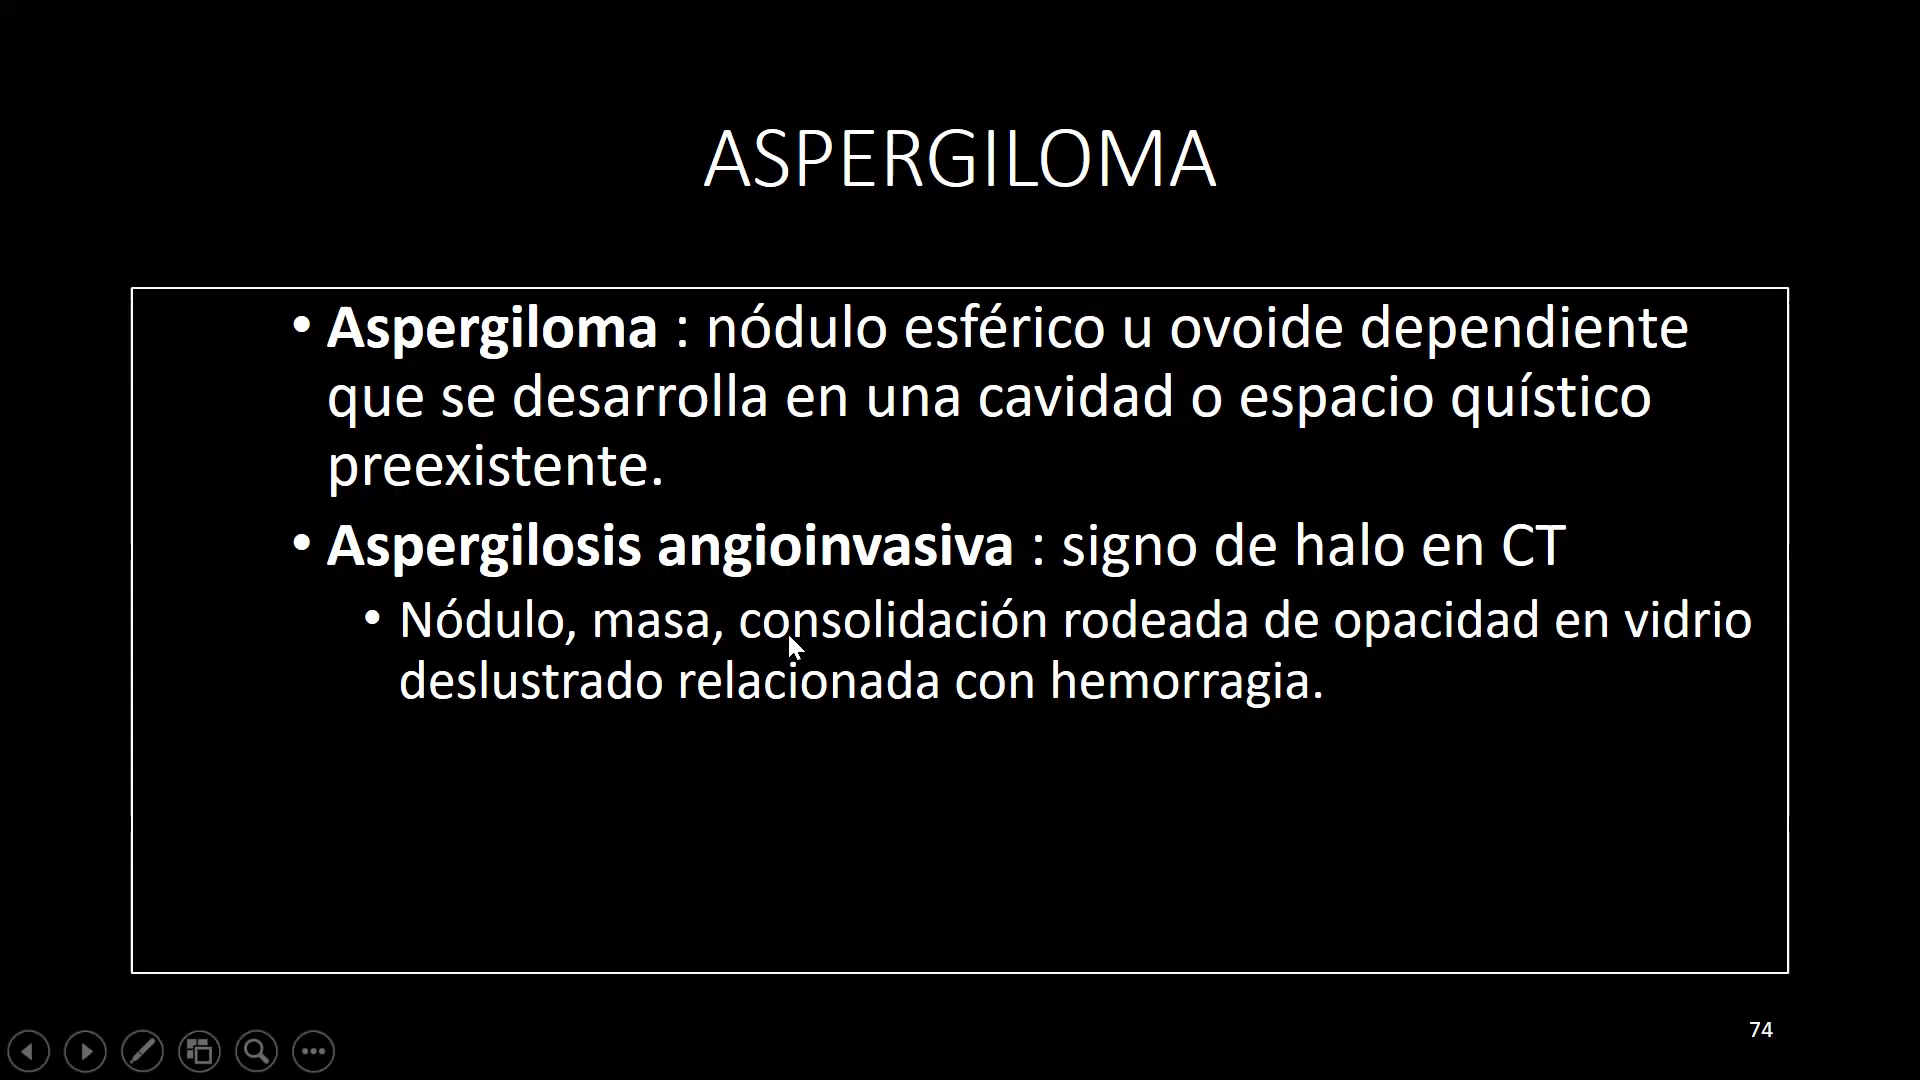 ASPERGILOMA
• Aspergiloma : nódulo esférico u ovoide dependiente
que se desarrolla en una cavidad o espacio quístico
preexistente.
• Aspergilosis angioinvasiva : signo de halo en CT
• Nódulo, masa, consolidación rodeada de opacidad en vidrio
deslustrado relacionada con hemorragia.
74